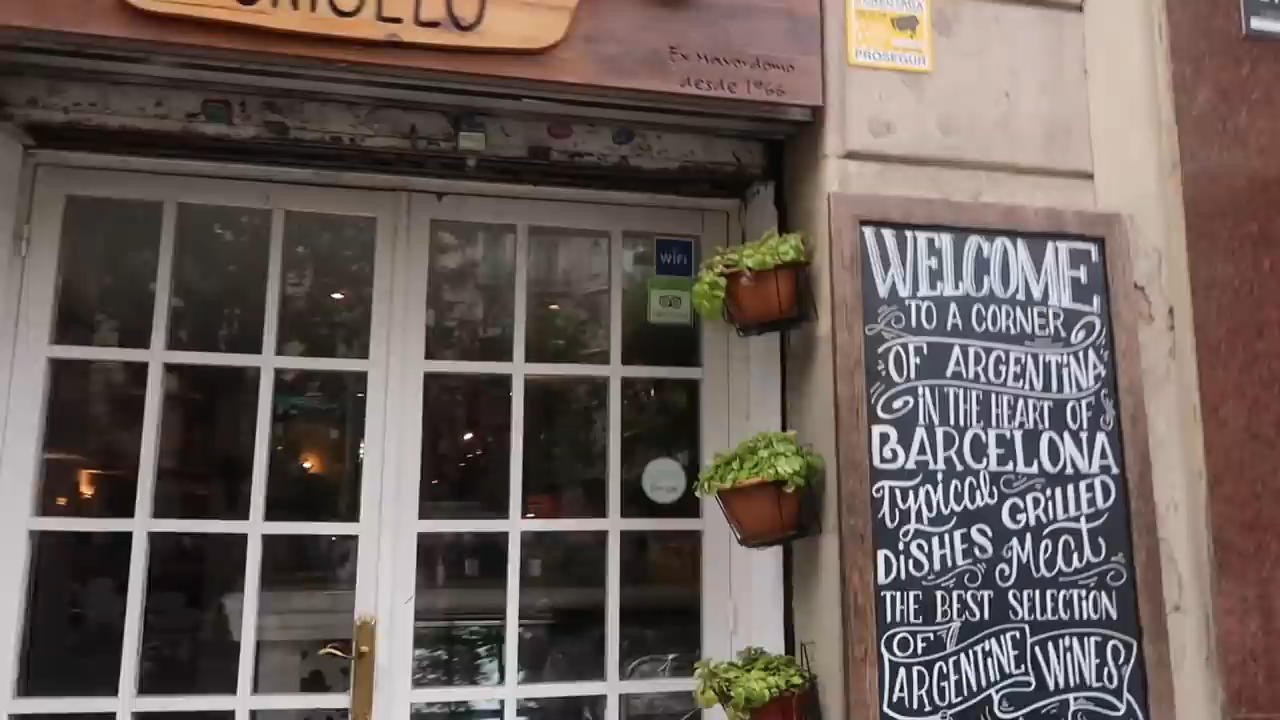 Ex Mayordomo
desde 1966
PROSEGUR
WiFi
WELCOME
TO A CORNER
OF ARGENTINA
IN THE HEART OF
BARCELONA
Typical GRILLED
DISHES Meat
THE BEST SELECTION
OF
ARGENTINE WINES